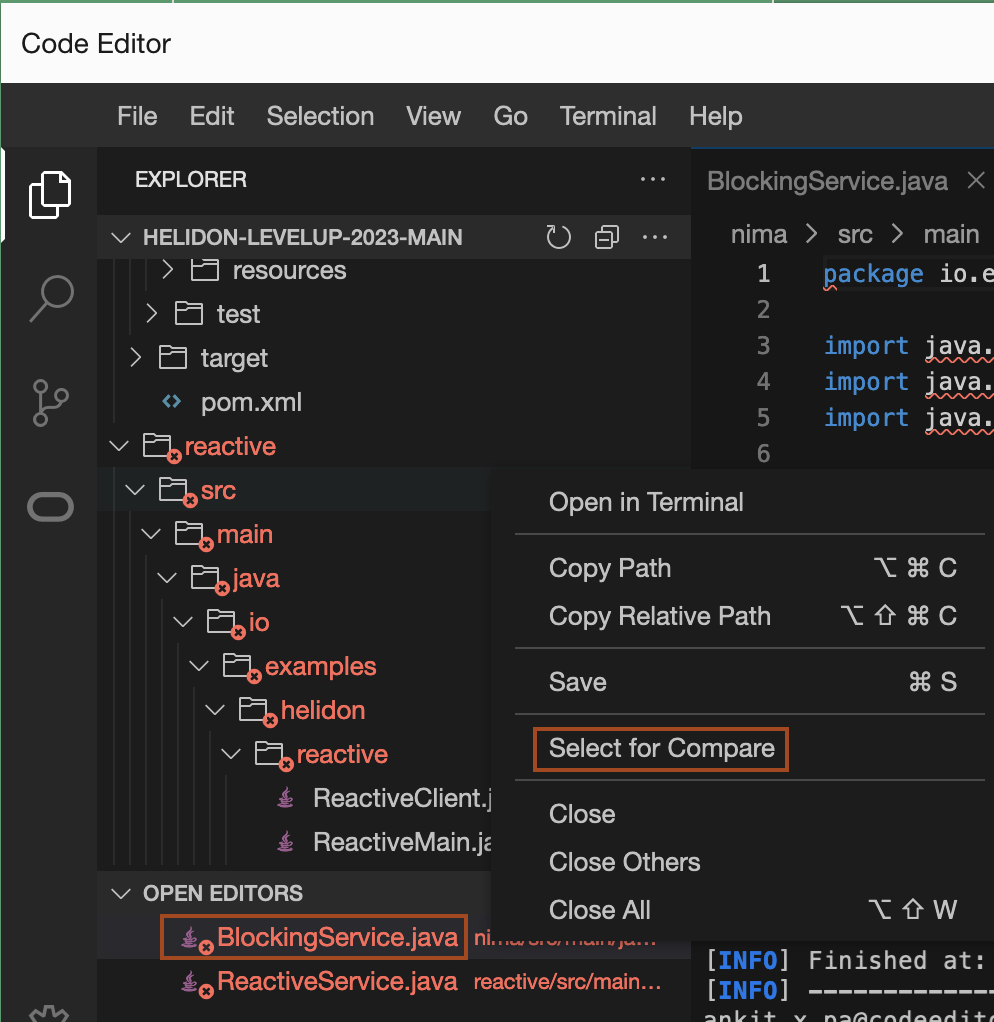 Code Editor
File Edit Selection View Go Terminal Help
EXPLORER ···
BlockingService.java
HELIDON-LEVELUP-2023-MAIN ···
nima > src > main
resources
test
target
pom.xml
reactive
src
main
java
io
examples
helidon
reactive
ReactiveClient.j
ReactiveMain.ja
1 package io.e
2
3 import java.
4 import java.
5 import java.
6
Open in Terminal
Copy Path ⌥ ⌘ C
Copy Relative Path ⌥ ⇧ ⌘ C
Save ⌘ S
Select for Compare
Close
Close Others
Close All ⌥ ⇧ W
OPEN EDITORS
BlockingService.java nima/src/main/ja...
ReactiveService.java reactive/src/main...
[INFO] Finished at:
[INFO] -------------
ankit_x_pa@codeedito